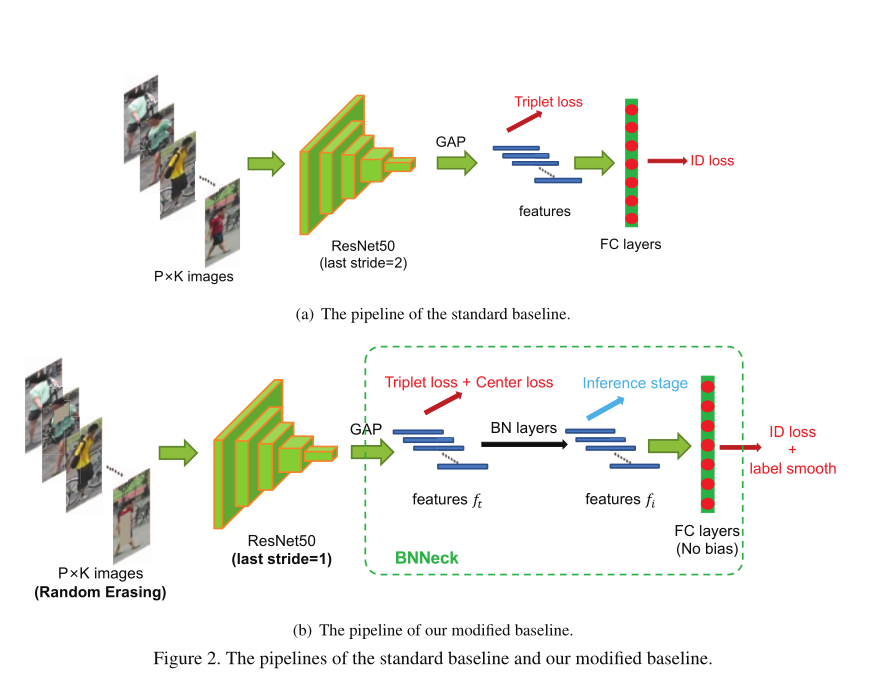 Triplet loss
GAP
ID loss
features
FC layers
ResNet50
(last stride=2)
P×K images
(a) The pipeline of the standard baseline.
Triplet loss + Center loss
Inference stage
GAP
BN layers
ID loss
+
label smooth
features fₜ
features fᵢ
FC layers
(No bias)
ResNet50
(last stride=1)
BNNeck
P×K images
(Random Erasing)
(b) The pipeline of our modified baseline.
Figure 2. The pipelines of the standard baseline and our modified baseline.